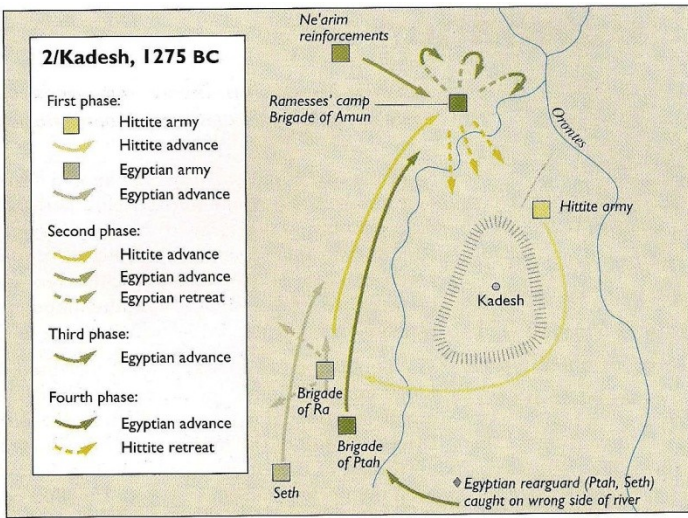 2/Kadesh, 1275 BC
First phase:
Hittite army
Hittite advance
Egyptian army
Egyptian advance
Second phase:
Hittite advance
Egyptian advance
Egyptian retreat
Third phase:
Egyptian advance
Fourth phase:
Egyptian advance
Hittite retreat
Ne'arim
reinforcements
Ramesses' camp
Brigade of Amun
Orontes
Hittite army
Kadesh
Brigade
of Ra
Brigade
of Ptah
Seth
Egyptian rearguard (Ptah, Seth)
caught on wrong side of river